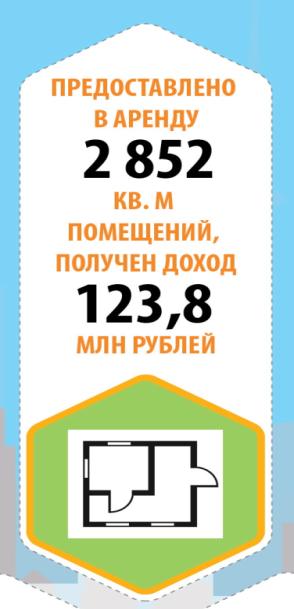 ПРЕДОСТАВЛЕНО
В АРЕНДУ
2 852
КВ. М
ПОМЕЩЕНИЙ,
ПОЛУЧЕН ДОХОД
123,8
МЛН РУБЛЕЙ